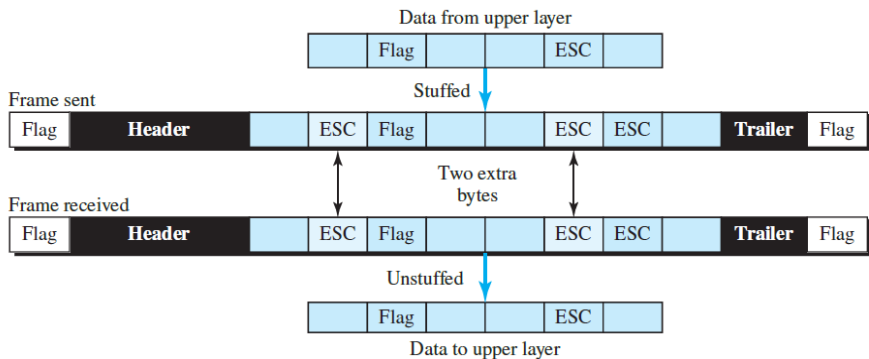 Data from upper layer
Flag ESC
Stuffed
Frame sent
Flag Header ESC Flag ESC ESC Trailer Flag
Two extra
bytes
Frame received
Flag Header ESC Flag ESC ESC Trailer Flag
Unstuffed
Flag ESC
Data to upper layer